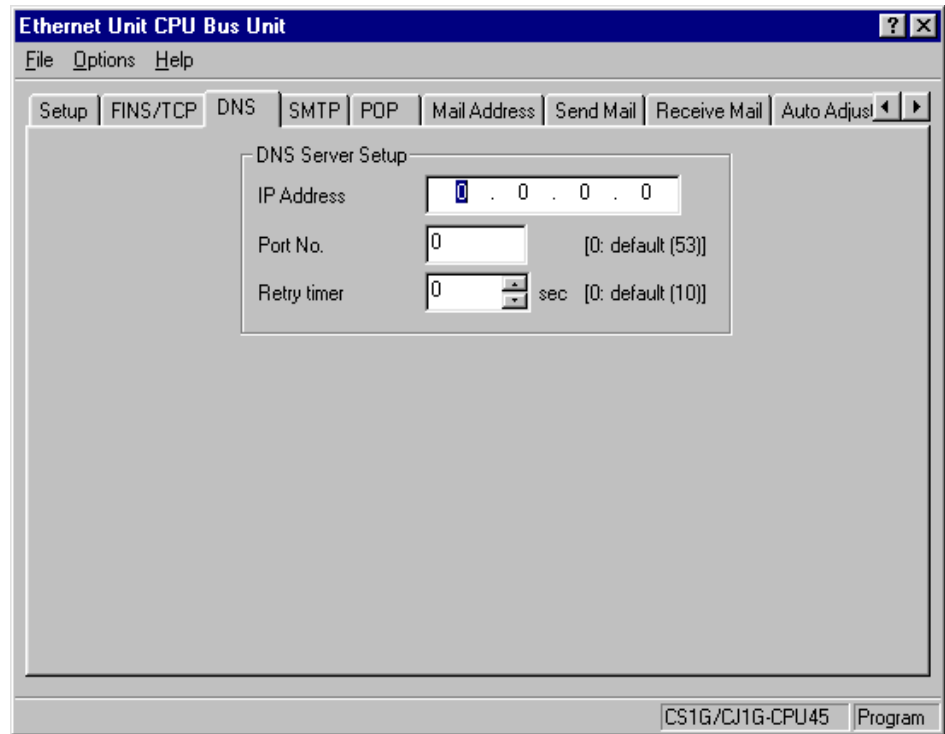 Ethernet Unit CPU Bus Unit
File Options Help
Setup FINS/TCP DNS SMTP POP Mail Address Send Mail Receive Mail Auto Adjus
DNS Server Setup
IP Address 0 . 0 . 0 . 0
Port No. 0 [0: default (53)]
Retry timer 0 sec [0: default (10)]
CS1G/CJ1G-CPU45 Program